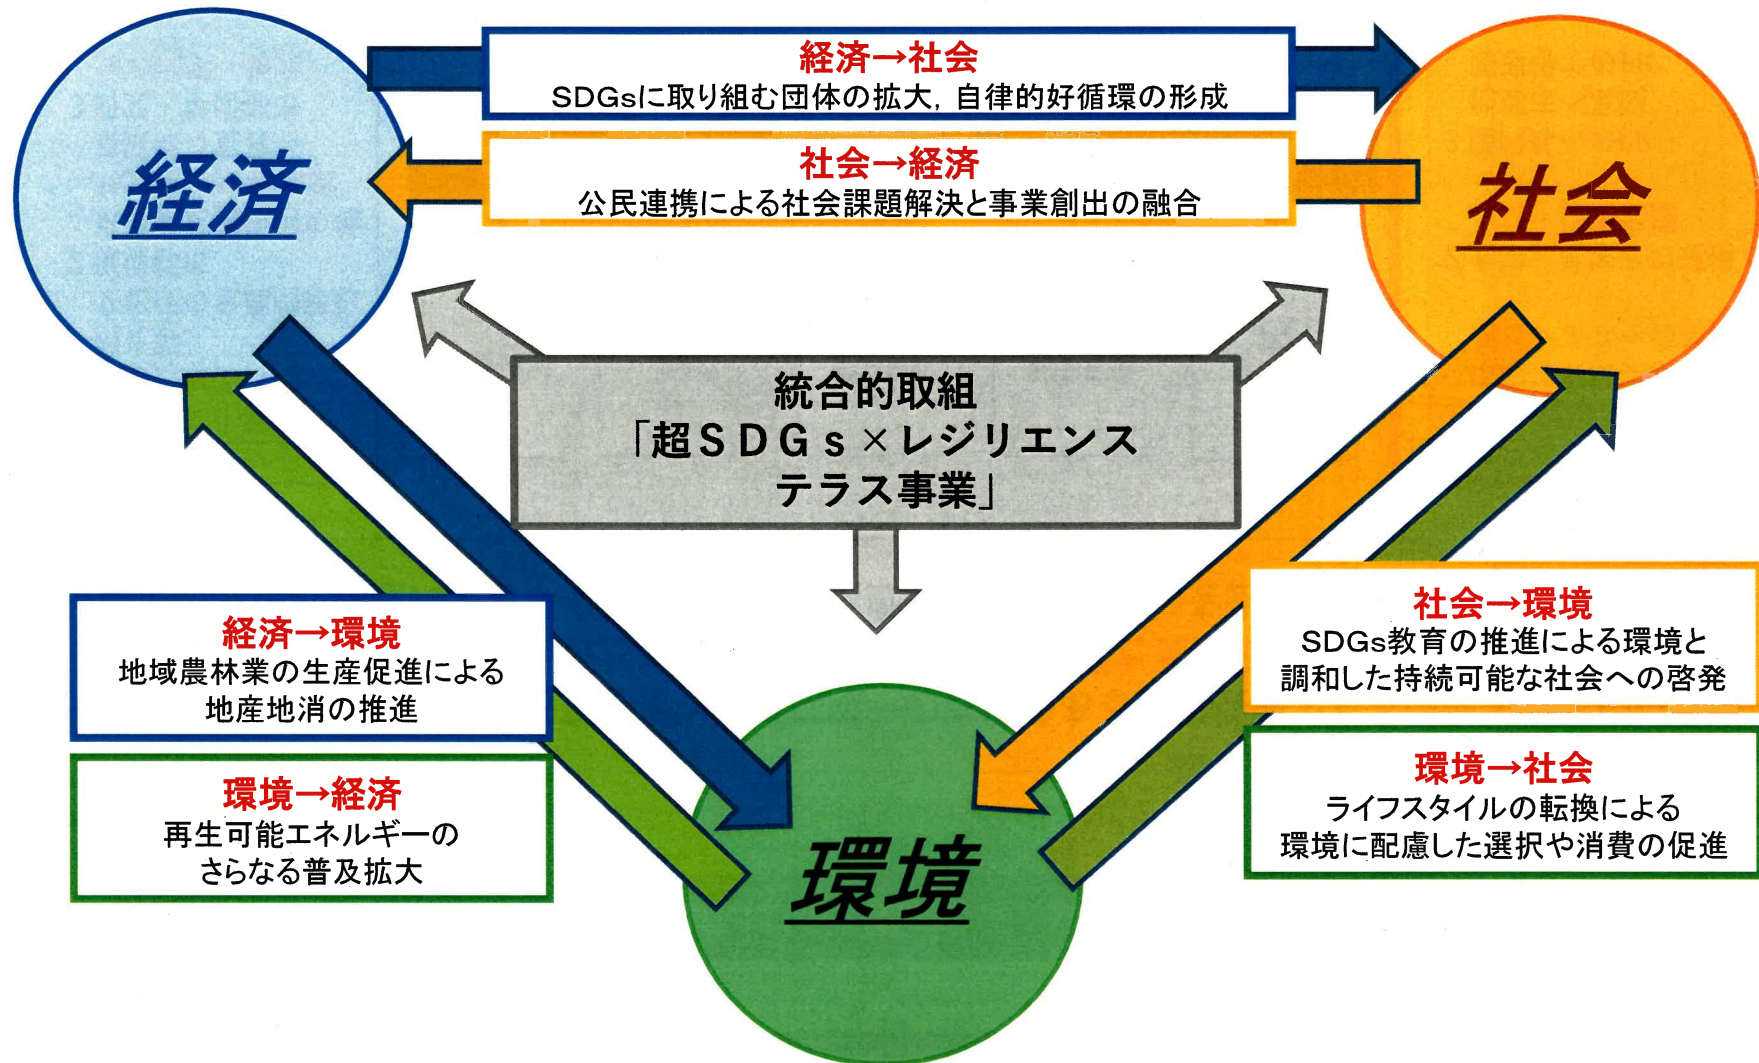 経済→社会
SDGsに取り組む団体の拡大，自律的好循環の形成
社会→経済
公民連携による社会課題解決と事業創出の融合
経済
社会
統合的取組
「超ＳＤＧｓ×レジリエンス
テラス事業」
経済→環境
地域農林業の生産促進による
地産地消の推進
環境→経済
再生可能エネルギーの
さらなる普及拡大
社会→環境
SDGs教育の推進による環境と
調和した持続可能な社会への啓発
環境→社会
ライフスタイルの転換による
環境に配慮した選択や消費の促進
環境